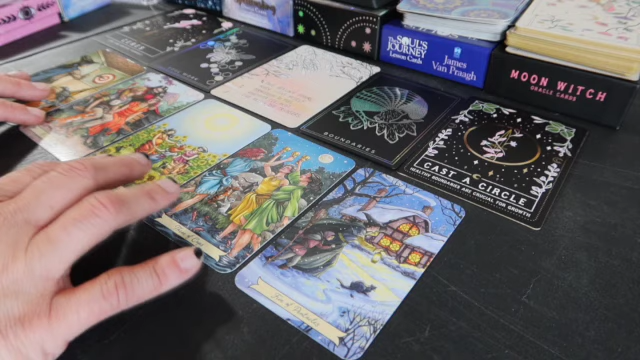 The SOUL'S
JOURNEY
Lesson Cards
James
Van Praagh
MOON WITCH
ORACLE CARDS
BOUNDARIES
CAST A CIRCLE
HEALTHY BOUNDARIES ARE CRUCIAL FOR GROWTH
Five of Pentacles